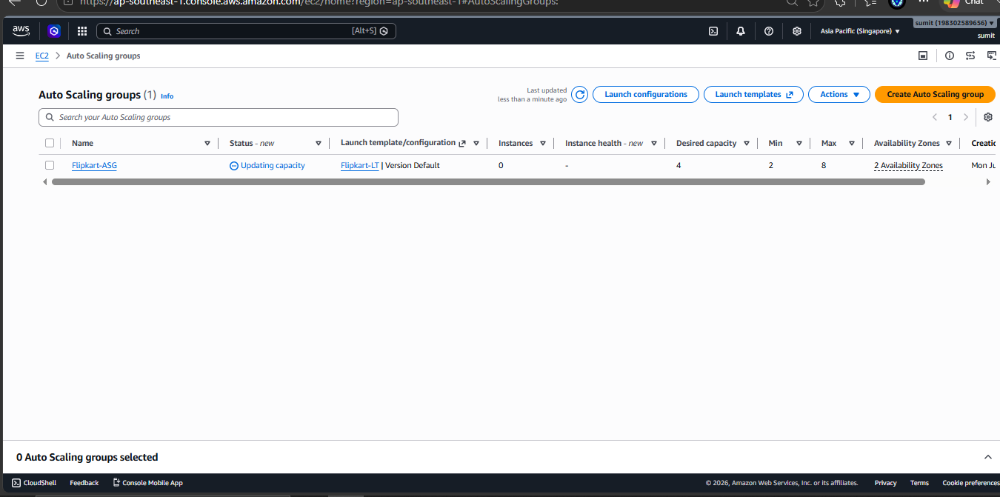 https://ap-southeast-1.console.aws.amazon.com/ec2/home?region=ap-southeast-1#AutoScalingGroups:
Chat
aws
Search
[Alt+S]
Asia Pacific (Singapore)
sumit (198302589656)
sumit
EC2
Auto Scaling groups
Auto Scaling groups (1) Info
Last updated
less than a minute ago
Launch configurations
Launch templates
Actions
Create Auto Scaling group
Search your Auto Scaling groups
1
Name Status - new Launch template/configuration Instances Instance health - new Desired capacity Min Max Availability Zones Creatic
Flipkart-ASG Updating capacity Flipkart-LT | Version Default 0 - 4 2 8 2 Availability Zones Mon Ju
0 Auto Scaling groups selected
CloudShell Feedback Console Mobile App © 2026, Amazon Web Services, Inc. or its affiliates. Privacy Terms Cookie preferences